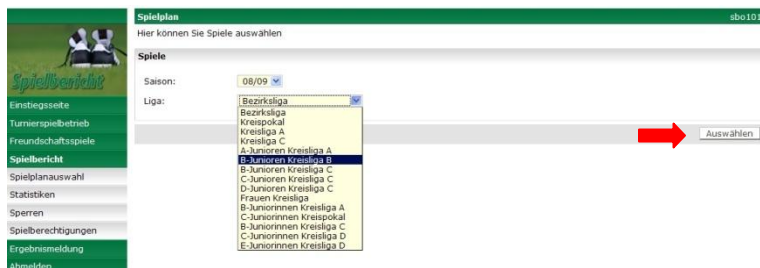 Spielplan sbo101
Hier können Sie Spiele auswählen
Spiele
Saison: 08/09
Liga: Bezirksliga
Bezirksliga
Kreispokal
Kreisliga A
Kreisliga C
A-Junioren Kreisliga A
B-Junioren Kreisliga B
B-Junioren Kreisliga C
C-Junioren Kreisliga C
D-Junioren Kreisliga C
Frauen Kreisliga
B-Juniorinnen Kreisliga A
C-Juniorinnen Kreispokal
B-Juniorinnen Kreisliga C
C-Juniorinnen Kreisliga D
E-Juniorinnen Kreisliga D
Auswählen
Spielbericht
Einstiegsseite
Turnierspielbetrieb
Freundschaftsspiele
Spielbericht
Spielplanauswahl
Statistiken
Sperren
Spielberechtigungen
Ergebnismeldung
Abmelden